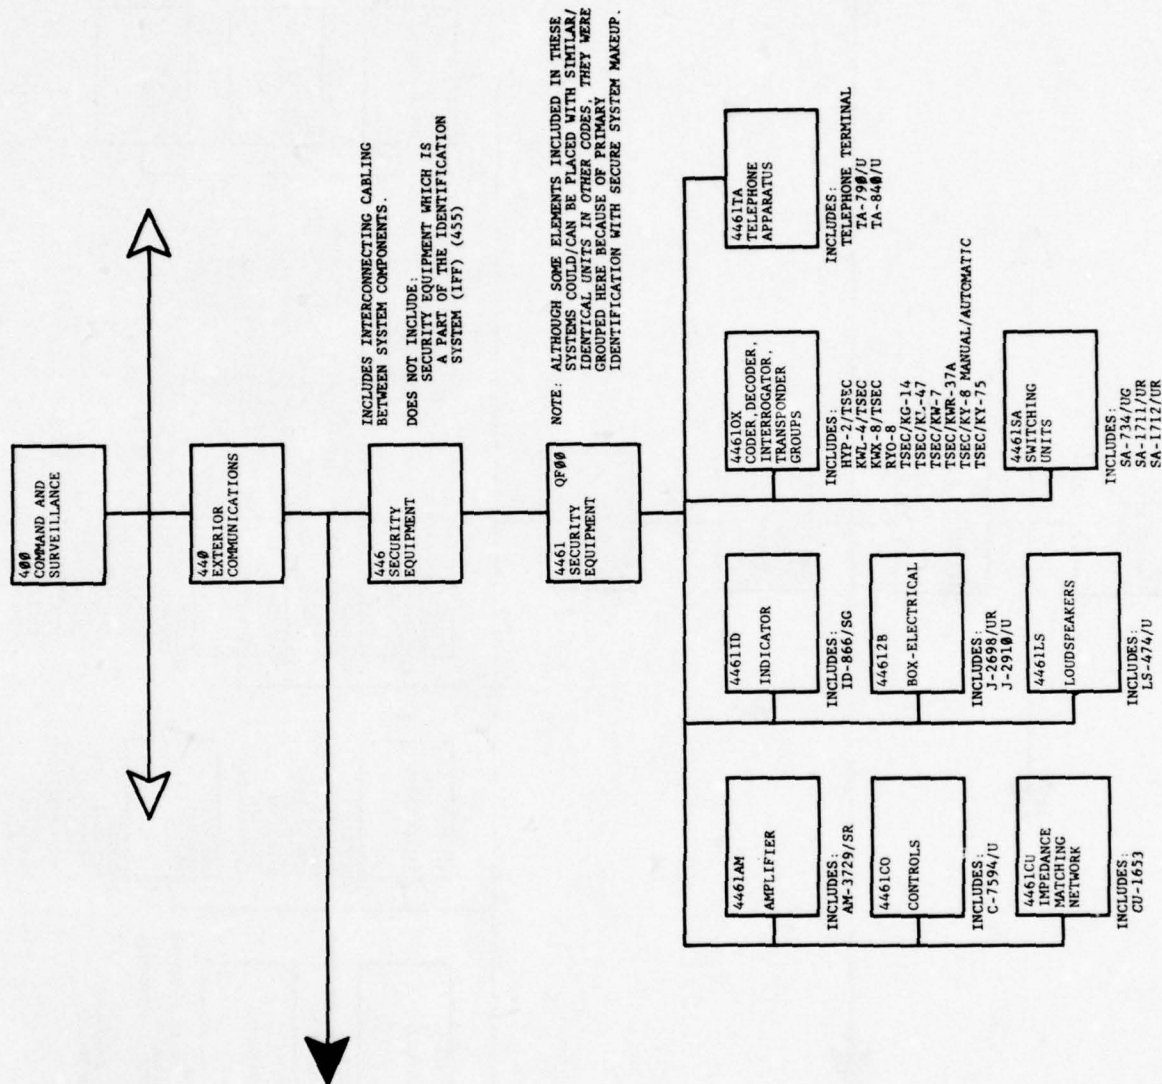 400
COMMAND AND
SURVEILLANCE
440
EXTERIOR
COMMUNICATIONS
446
SECURITY
EQUIPMENT
INCLUDES INTERCONNECTING CABLING
BETWEEN SYSTEM COMPONENTS.
DOES NOT INCLUDE:
SECURITY EQUIPMENT WHICH IS
A PART OF THE IDENTIFICATION
SYSTEM (IFF) (455)
4461 QF00
SECURITY
EQUIPMENT
NOTE: ALTHOUGH SOME ELEMENTS INCLUDED IN THESE
SYSTEMS COULD/CAN BE PLACED WITH SIMILAR/
IDENTICAL UNITS IN OTHER CODES, THEY WERE
GROUPED HERE BECAUSE OF PRIMARY
IDENTIFICATION WITH SECURE SYSTEM MAKEUP.
4461AM
AMPLIFIER
INCLUDES:
AM-3729/SR
4461CO
CONTROLS
INCLUDES:
C-7594/U
4461CU
IMPEDANCE
MATCHING
NETWORK
INCLUDES:
CU-1653
4461ID
INDICATOR
INCLUDES:
ID-866/SG
44612B
BOX-ELECTRICAL
INCLUDES:
J-2698/UR
J-2910/U
4461LS
LOUDSPEAKERS
INCLUDES:
LS-474/U
4461OX
CODER,DECODER,
INTERROGATOR,
TRANSPONDER
GROUPS
INCLUDES:
HYP-2/TSEC
KWL-4/TSEC
KWX-8/TSEC
RYO-8
TSEC/KG-14
TSEC/KL-47
TSEC/KW-7
TSEC/KWR-37A
TSEC/KY-8 MANUAL/AUTOMATIC
TSEC/KY-75
4461SA
SWITCHING
UNITS
INCLUDES:
SA-734/UG
SA-1711/UR
SA-1712/UR
4461TA
TELEPHONE
APPARATUS
INCLUDES:
TELEPHONE TERMINAL
TA-790/U
TA-840/U